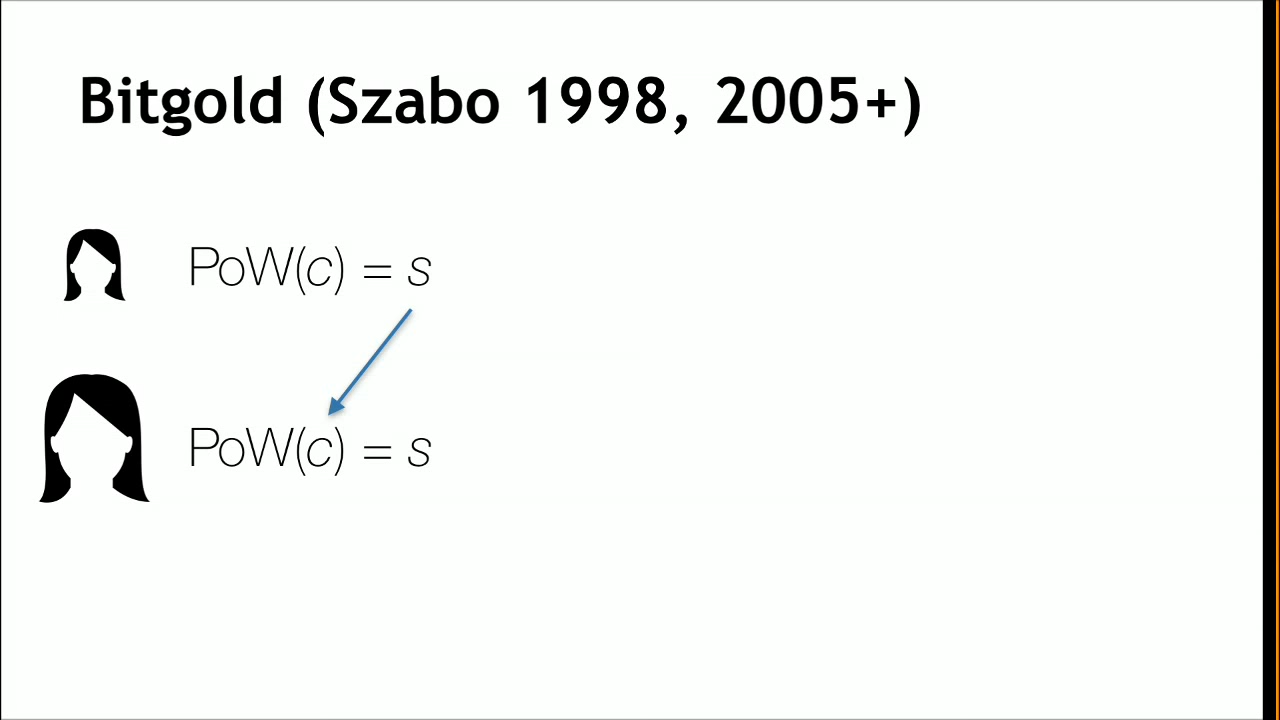 Bitgold (Szabo 1998, 2005+)
PoW(c) = s
PoW(c) = s